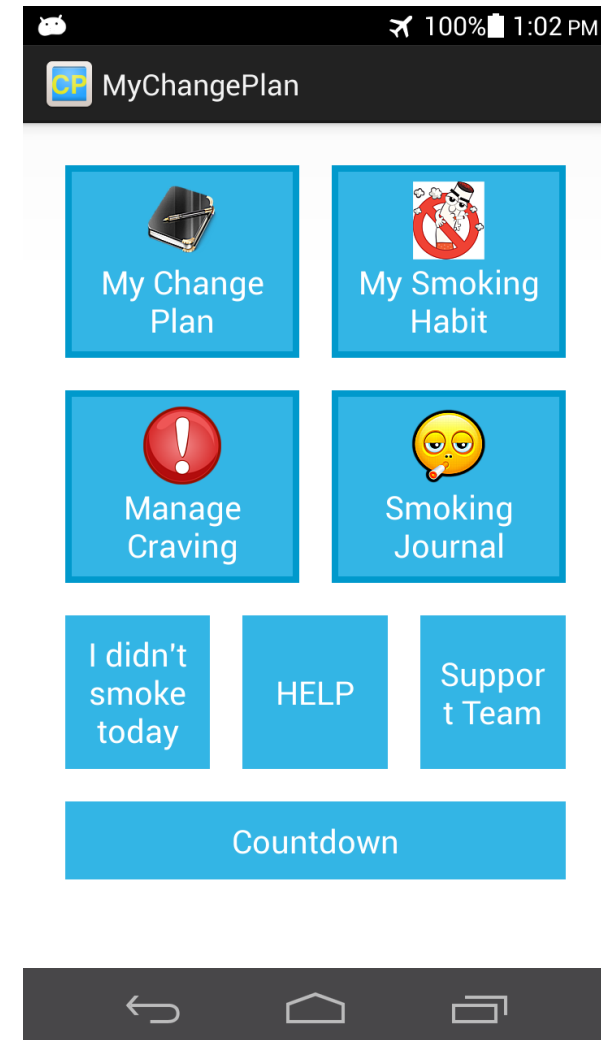 100% 1:02 PM
CP MyChangePlan
My Change
Plan
My Smoking
Habit
Manage
Craving
Smoking
Journal
I didn't
smoke
today
HELP
Suppor
t Team
Countdown